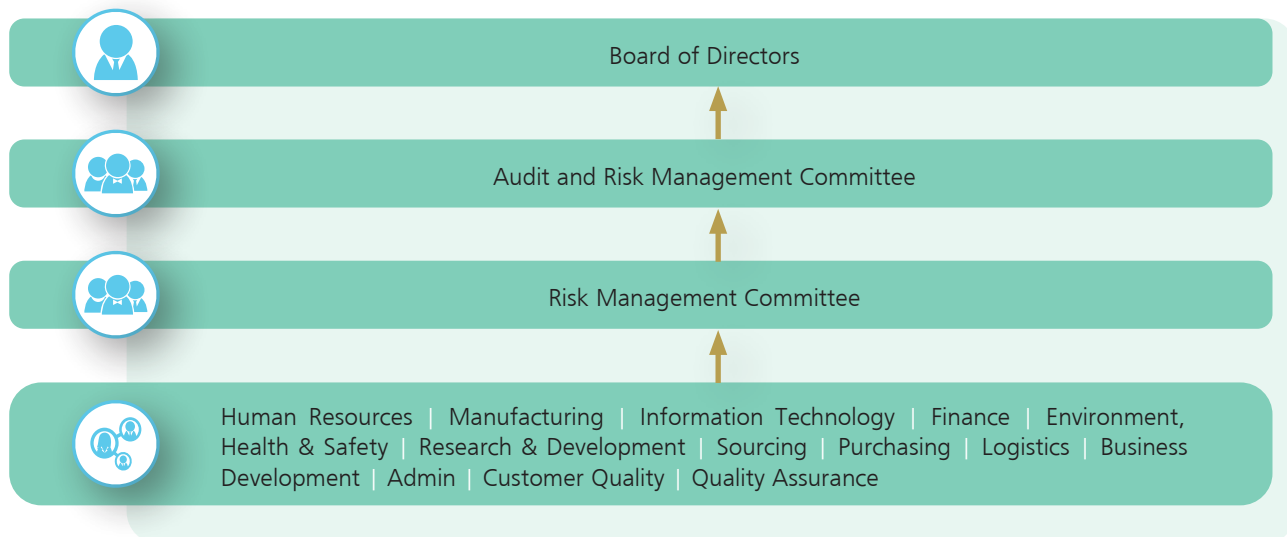 Board of Directors
Audit and Risk Management Committee
Risk Management Committee
Human Resources | Manufacturing | Information Technology | Finance | Environment,
Health & Safety | Research & Development | Sourcing | Purchasing | Logistics | Business
Development | Admin | Customer Quality | Quality Assurance